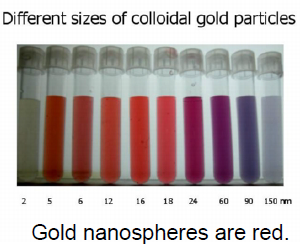 Different sizes of colloidal gold particles
2 5 6 12 16 18 24 60 90 150 nm
Gold nanospheres are red.